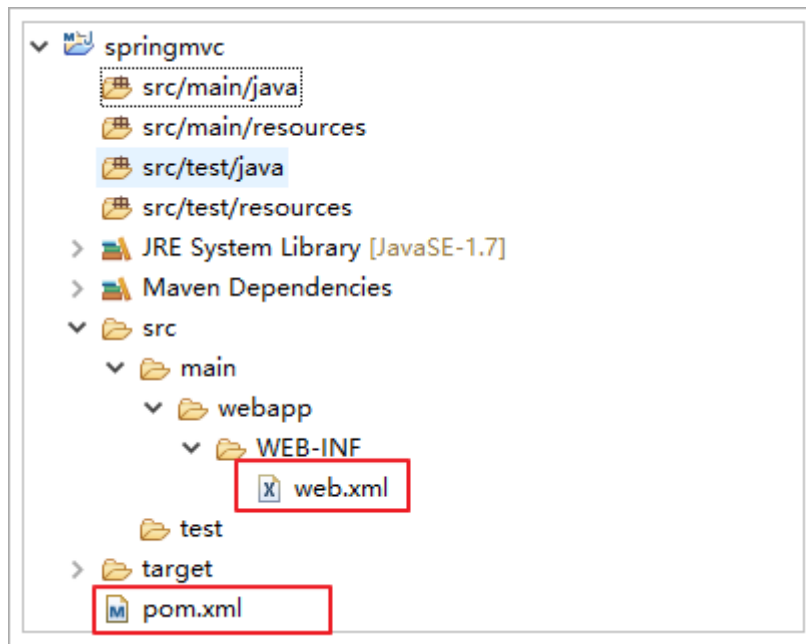 springmvc
src/main/java
src/main/resources
src/test/java
src/test/resources
JRE System Library [JavaSE-1.7]
Maven Dependencies
src
main
webapp
WEB-INF
web.xml
test
target
pom.xml